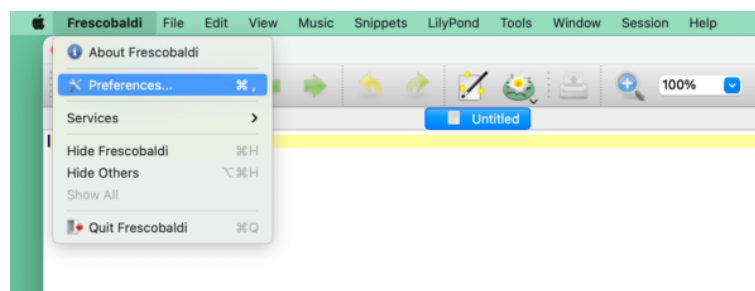 Frescobaldi File Edit View Music Snippets LilyPond Tools Window Session Help
About Frescobaldi
Preferences... ⌘ ,
100%
Services
Untitled
Hide Frescobaldi ⌘H
Hide Others ⌥⌘H
Show All
Quit Frescobaldi ⌘Q